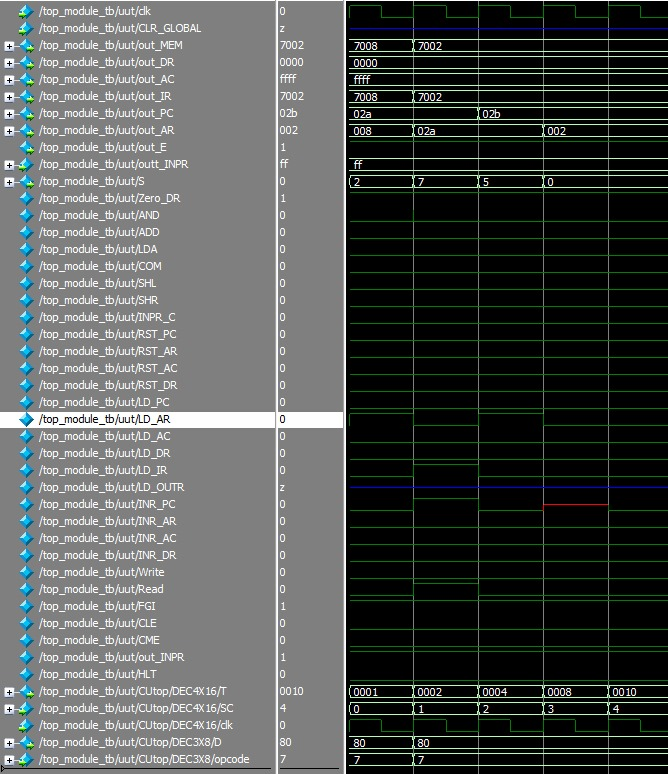 /top_module_tb/uut/clk 0
/top_module_tb/uut/CLR_GLOBAL z
/top_module_tb/uut/out_MEM 7002 7008 7002
/top_module_tb/uut/out_DR 0000 0000
/top_module_tb/uut/out_AC ffff ffff
/top_module_tb/uut/out_IR 7002 7008 7002
/top_module_tb/uut/out_PC 02b 02a 02b
/top_module_tb/uut/out_AR 002 008 02a 002
/top_module_tb/uut/out_E 1
/top_module_tb/uut/outt_INPR ff ff
/top_module_tb/uut/S 0 2 7 5 0
/top_module_tb/uut/Zero_DR 1
/top_module_tb/uut/AND 0
/top_module_tb/uut/ADD 0
/top_module_tb/uut/LDA 0
/top_module_tb/uut/COM 0
/top_module_tb/uut/SHL 0
/top_module_tb/uut/SHR 0
/top_module_tb/uut/INPR_C 0
/top_module_tb/uut/RST_PC 0
/top_module_tb/uut/RST_AR 0
/top_module_tb/uut/RST_AC 0
/top_module_tb/uut/RST_DR 0
/top_module_tb/uut/LD_PC 0
/top_module_tb/uut/LD_AR 0
/top_module_tb/uut/LD_AC 0
/top_module_tb/uut/LD_DR 0
/top_module_tb/uut/LD_IR 0
/top_module_tb/uut/LD_OUTR z
/top_module_tb/uut/INR_PC 0
/top_module_tb/uut/INR_AR 0
/top_module_tb/uut/INR_AC 0
/top_module_tb/uut/INR_DR 0
/top_module_tb/uut/Write 0
/top_module_tb/uut/Read 0
/top_module_tb/uut/FGI 1
/top_module_tb/uut/CLE 0
/top_module_tb/uut/CME 0
/top_module_tb/uut/out_INPR 1
/top_module_tb/uut/HLT 0
/top_module_tb/uut/CUtop/DEC4X16/T 0010 0001 0002 0004 0008 0010
/top_module_tb/uut/CUtop/DEC4X16/SC 4 0 1 2 3 4
/top_module_tb/uut/CUtop/DEC4X16/clk 0
/top_module_tb/uut/CUtop/DEC3X8/D 80 80 80
/top_module_tb/uut/CUtop/DEC3X8/opcode 7 7 7